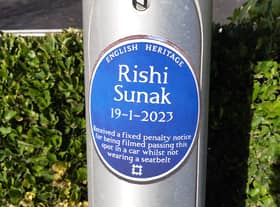 ENGLISH HERITAGE
Rishi
Sunak
19-1-2023
Received a fixed penalty notice
for being filmed passing this
spot in a car whilst not
wearing a seatbelt